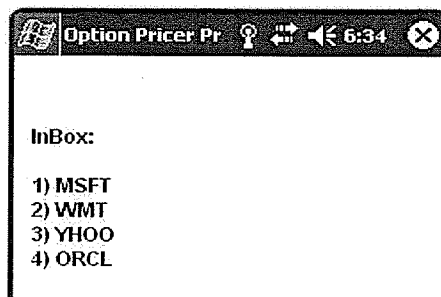 Option Pricer Pr 6:34
InBox:
1) MSFT
2) WMT
3) YHOO
4) ORCL